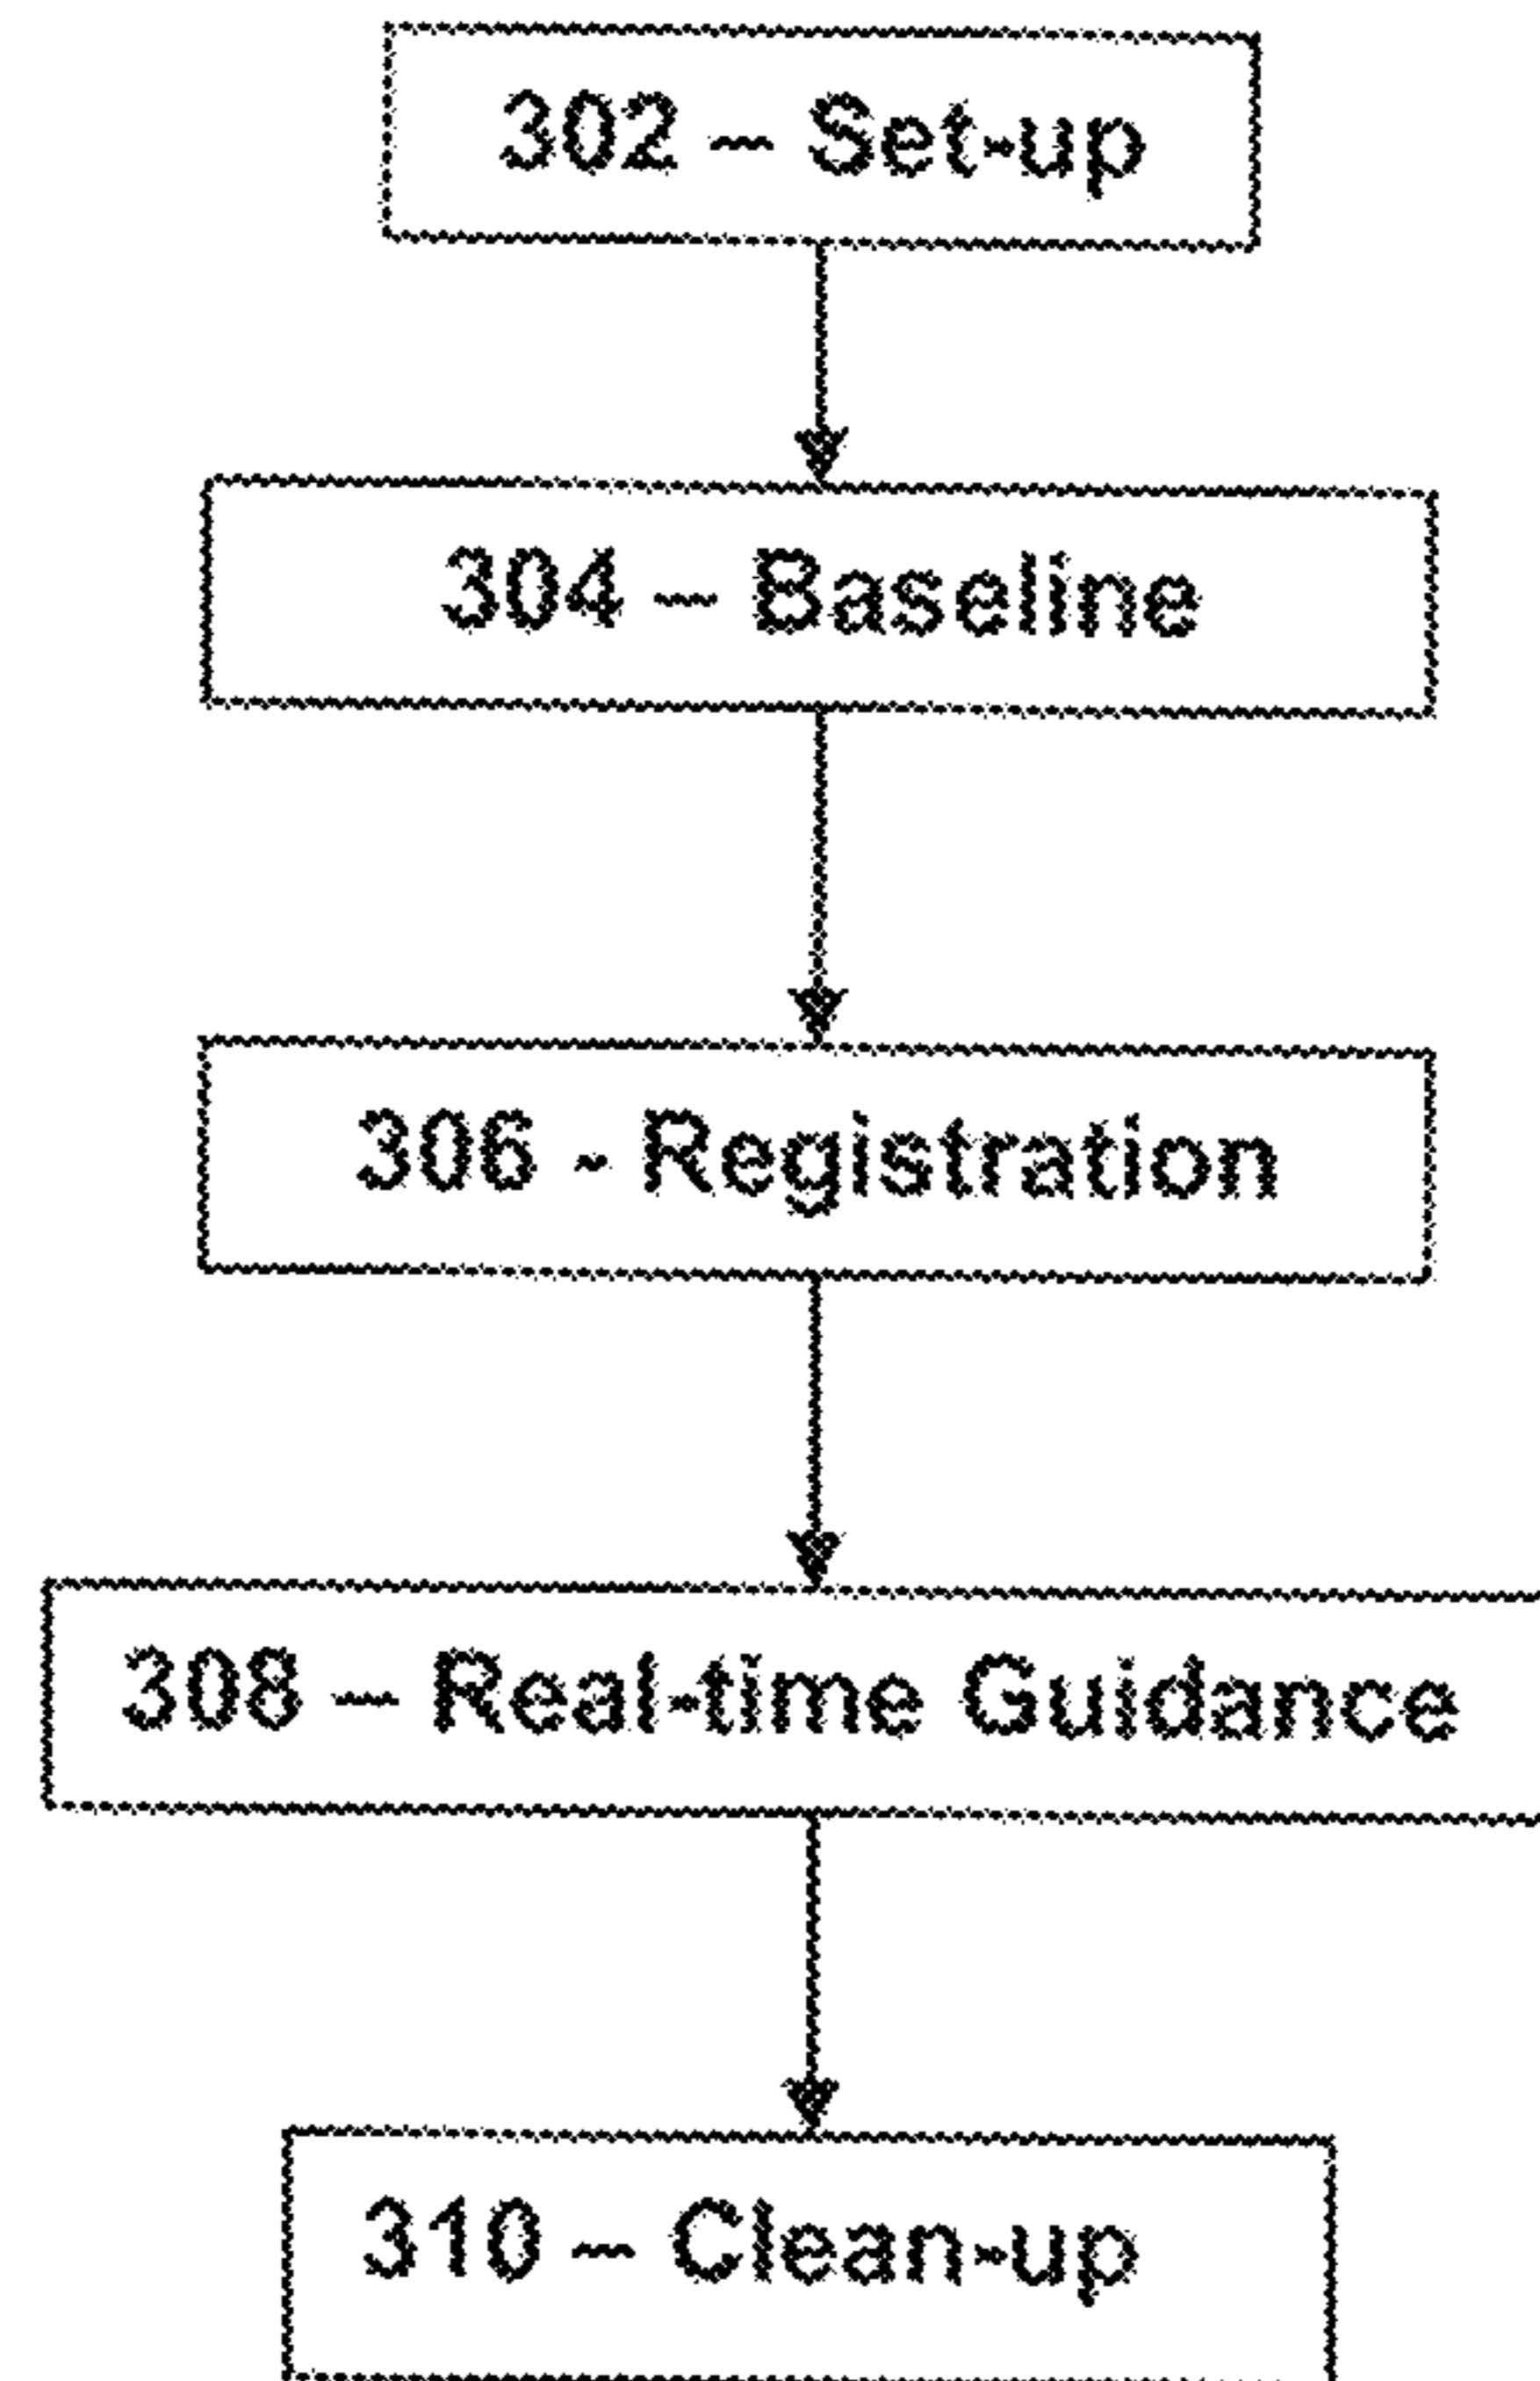 302 – Set-up
304 – Baseline
306 - Registration
308 – Real-time Guidance
310 – Clean-up